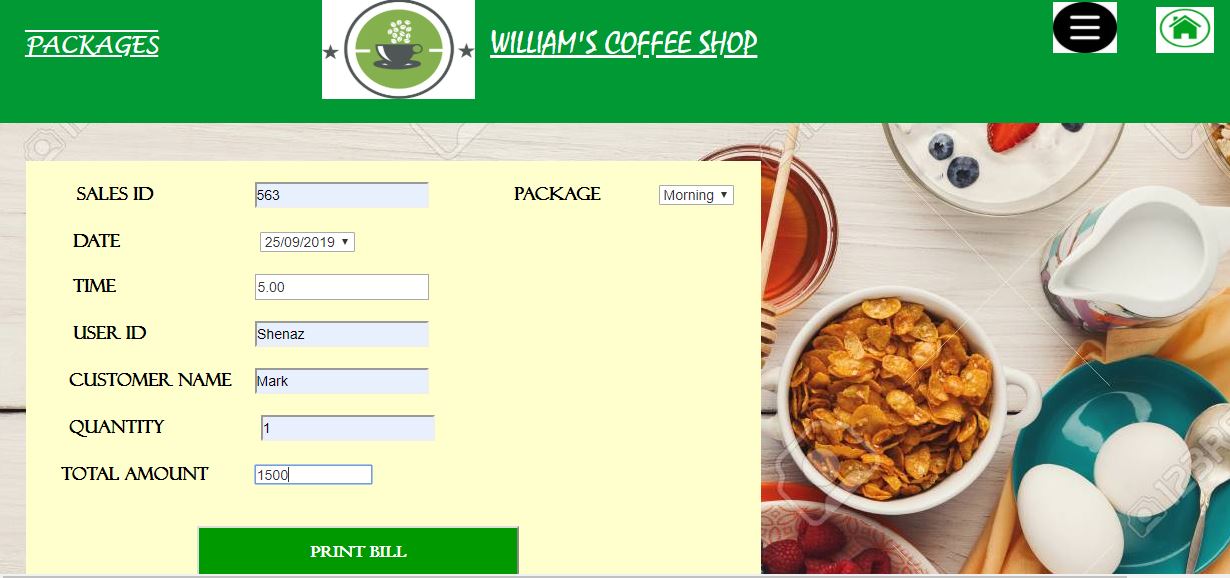 PACKAGES
WILLIAM'S COFFEE SHOP
SALES ID 563 PACKAGE Morning
DATE 25/09/2019
TIME 5.00
USER ID Shenaz
CUSTOMER NAME Mark
QUANTITY 1
TOTAL AMOUNT 1500
PRINT BILL